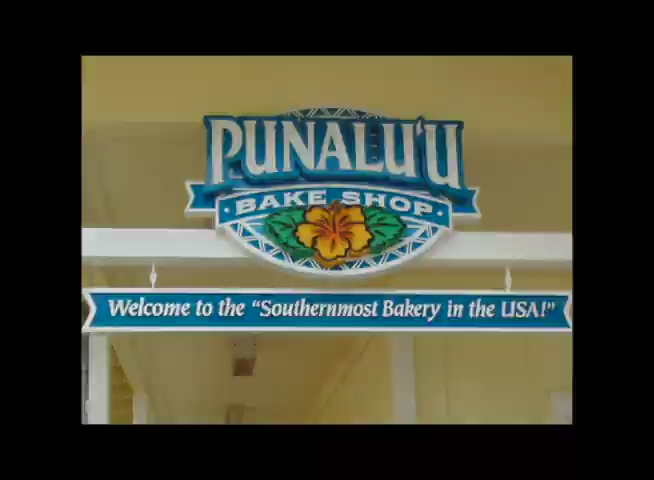 PUNALU'U
• BAKE SHOP •
Welcome to the "Southernmost Bakery in the USA!"